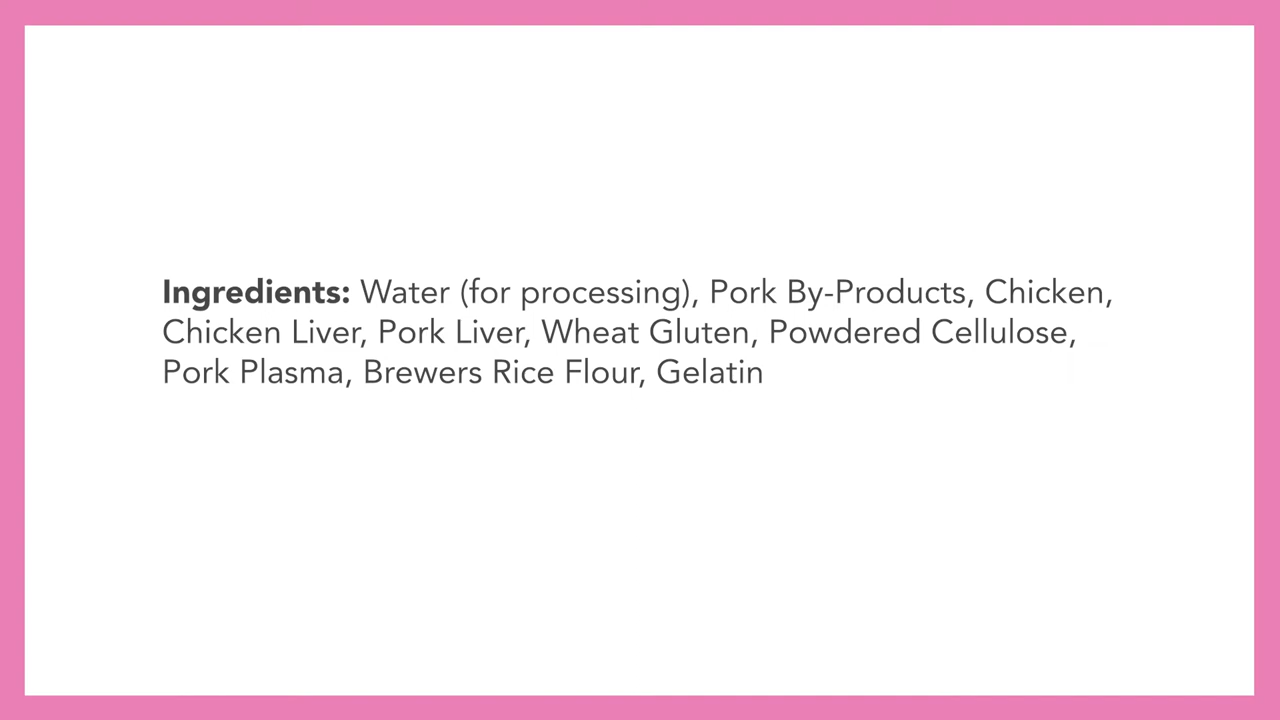 Ingredients: Water (for processing), Pork By-Products, Chicken,
Chicken Liver, Pork Liver, Wheat Gluten, Powdered Cellulose,
Pork Plasma, Brewers Rice Flour, Gelatin